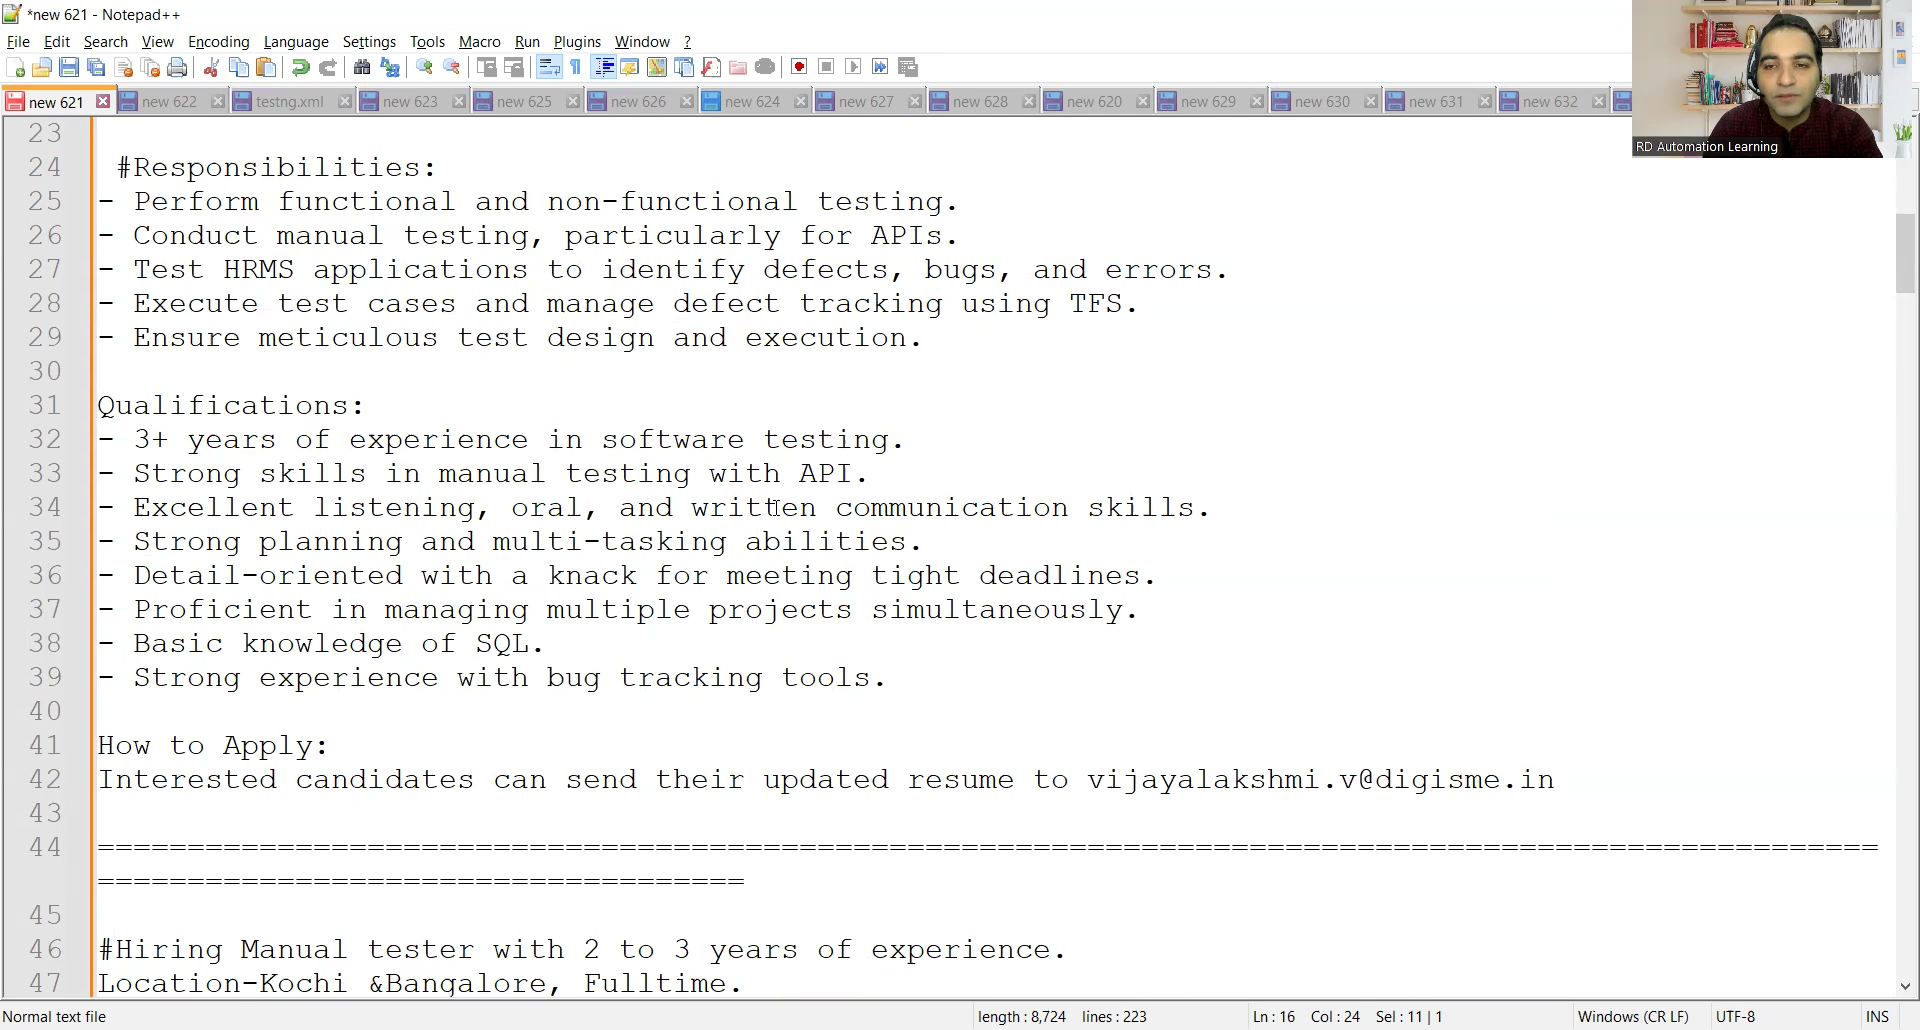 *new 621 - Notepad++
File Edit Search View Encoding Language Settings Tools Macro Run Plugins Window ?
new 621 new 622 testng.xml new 623 new 625 new 626 new 624 new 627 new 628 new 620 new 629 new 630 new 631 new 632
RD Automation Learning
23
24 #Responsibilities:
25 - Perform functional and non-functional testing.
26 - Conduct manual testing, particularly for APIs.
27 - Test HRMS applications to identify defects, bugs, and errors.
28 - Execute test cases and manage defect tracking using TFS.
29 - Ensure meticulous test design and execution.
30
31 Qualifications:
32 - 3+ years of experience in software testing.
33 - Strong skills in manual testing with API.
34 - Excellent listening, oral, and written communication skills.
35 - Strong planning and multi-tasking abilities.
36 - Detail-oriented with a knack for meeting tight deadlines.
37 - Proficient in managing multiple projects simultaneously.
38 - Basic knowledge of SQL.
39 - Strong experience with bug tracking tools.
40
41 How to Apply:
42 Interested candidates can send their updated resume to vijayalakshmi.v@digisme.in
43
44 ===================================================================================================
====================================
45
46 #Hiring Manual tester with 2 to 3 years of experience.
47 Location-Kochi &Bangalore, Fulltime.
Normal text file length : 8,724 lines : 223 Ln : 16 Col : 24 Sel : 11 | 1 Windows (CR LF) UTF-8 INS